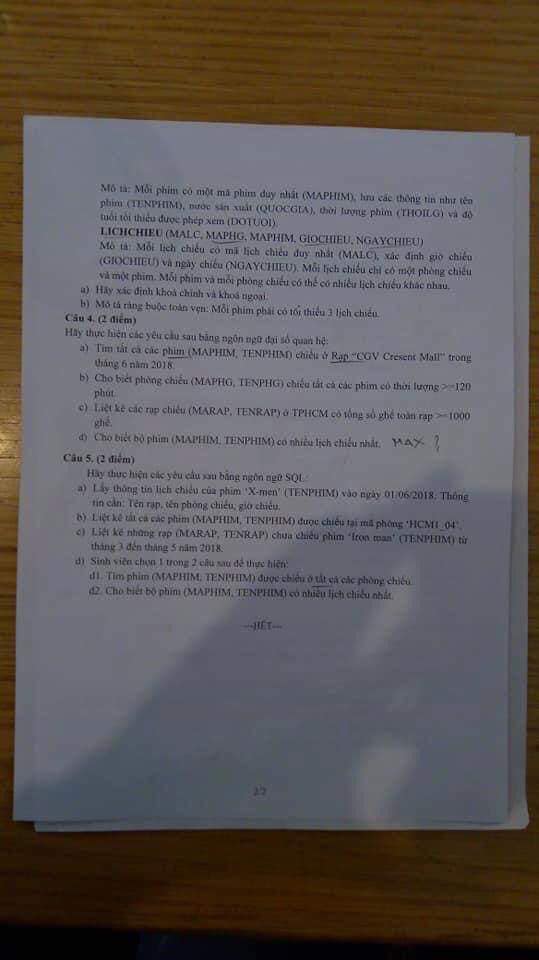 Mô tả: Mỗi phim có một mã phim duy nhất (MAPHIM), lưu các thông tin như tên
phim (TENPHIM), nước sản xuất (QUOCGIA), thời lượng phim (THOILG) và độ
tuổi tối thiểu được phép xem (DOTUOI).
LICHCHIEU (MALC, MAPHG, MAPHIM, GIOCHIEU, NGAYCHIEU)
Mô tả: Mỗi lịch chiếu có mã lịch chiếu duy nhất (MALC), xác định giờ chiếu
(GIOCHIEU) và ngày chiếu (NGAYCHIEU). Mỗi lịch chiếu chỉ có một phòng chiếu
và một phim. Mỗi phim và mỗi phòng chiếu có thể có nhiều lịch chiếu khác nhau.
a) Hãy xác định khoá chính và khoá ngoại.
b) Mô tả ràng buộc toàn vẹn: Mỗi phim phải có tối thiểu 3 lịch chiếu.
Câu 4. (2 điểm)
Hãy thực hiện các yêu cầu sau bằng ngôn ngữ đại số quan hệ:
a) Tìm tất cả các phim (MAPHIM, TENPHIM) chiếu ở Rạp "CGV Cresent Mall" trong
tháng 6 năm 2018.
b) Cho biết phòng chiếu (MAPHG, TENPHG) chiếu tất cả các phim có thời lượng >=120
phút.
c) Liệt kê các rạp chiếu (MARAP, TENRAP) ở TPHCM có tổng số ghế toàn rạp >=1000
ghế.
d) Cho biết bộ phim (MAPHIM, TENPHIM) có nhiều lịch chiếu nhất. MAX ?
Câu 5. (2 điểm)
Hãy thực hiện các yêu cầu sau bằng ngôn ngữ SQL:
a) Lấy thông tin lịch chiếu của phim 'X-men' (TENPHIM) vào ngày 01/06/2018. Thông
tin cần: Tên rạp, tên phòng chiếu, giờ chiếu.
b) Liệt kê tất cả các phim (MAPHIM, TENPHIM) được chiếu tại mã phòng 'HCM1_04'.
c) Liệt kê những rạp (MARAP, TENRAP) chưa chiếu phim 'Iron man' (TENPHIM) từ
tháng 3 đến tháng 5 năm 2018.
d) Sinh viên chọn 1 trong 2 câu sau để thực hiện:
d1. Tìm phim (MAPHIM, TENPHIM) được chiếu ở tất cả các phòng chiếu.
d2. Cho biết bộ phim (MAPHIM, TENPHIM) có nhiều lịch chiếu nhất.
---HẾT---
2/2